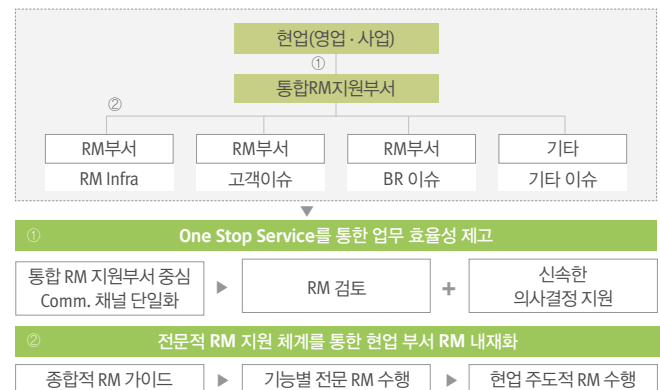 현업(영업 · 사업)
①
통합RM지원부서
②
RM부서 RM부서 RM부서 기타
RM Infra 고객이슈 BR 이슈 기타 이슈
① One Stop Service를 통한 업무 효율성 제고
통합 RM 지원부서 중심
Comm. 채널 단일화
RM 검토
+
신속한
의사결정 지원
② 전문적 RM 지원 체계를 통한 현업 부서 RM 내재화
종합적 RM 가이드 기능별 전문 RM 수행 현업 주도적 RM 수행